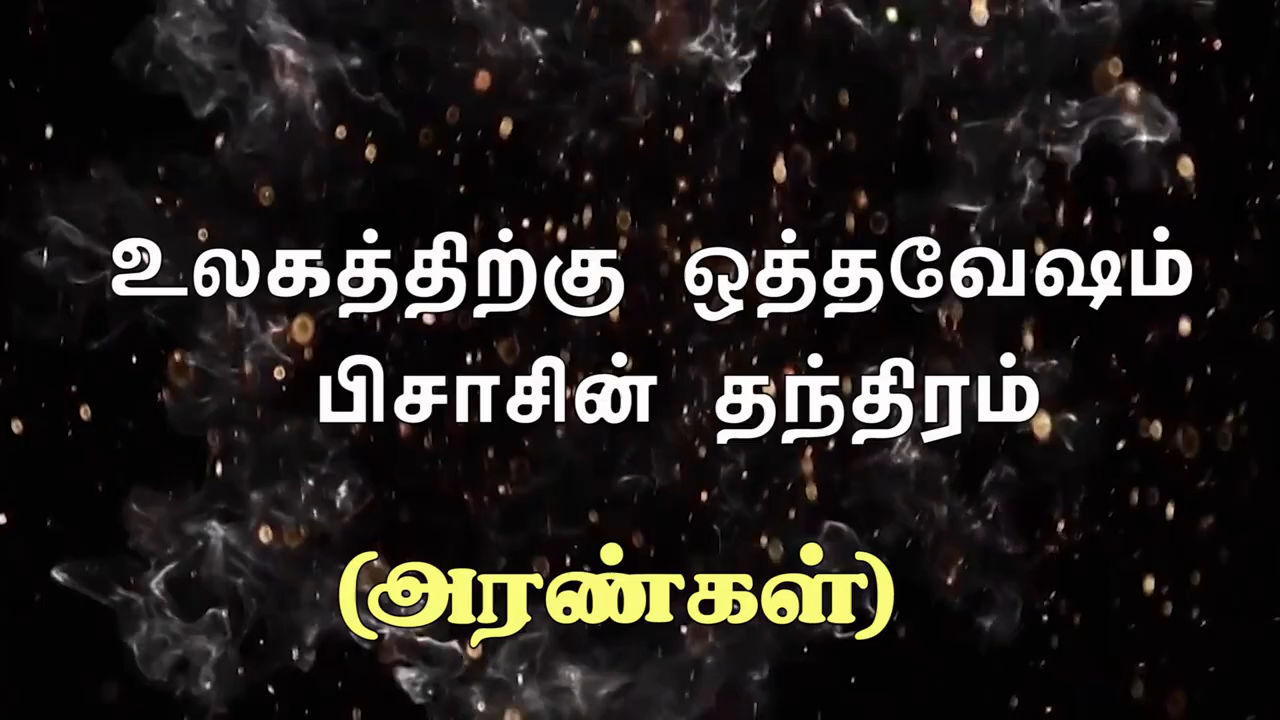 உலகத்திற்கு ஒத்தவேஷம்
பிசாசின் தந்திரம்
(அரண்கள்)